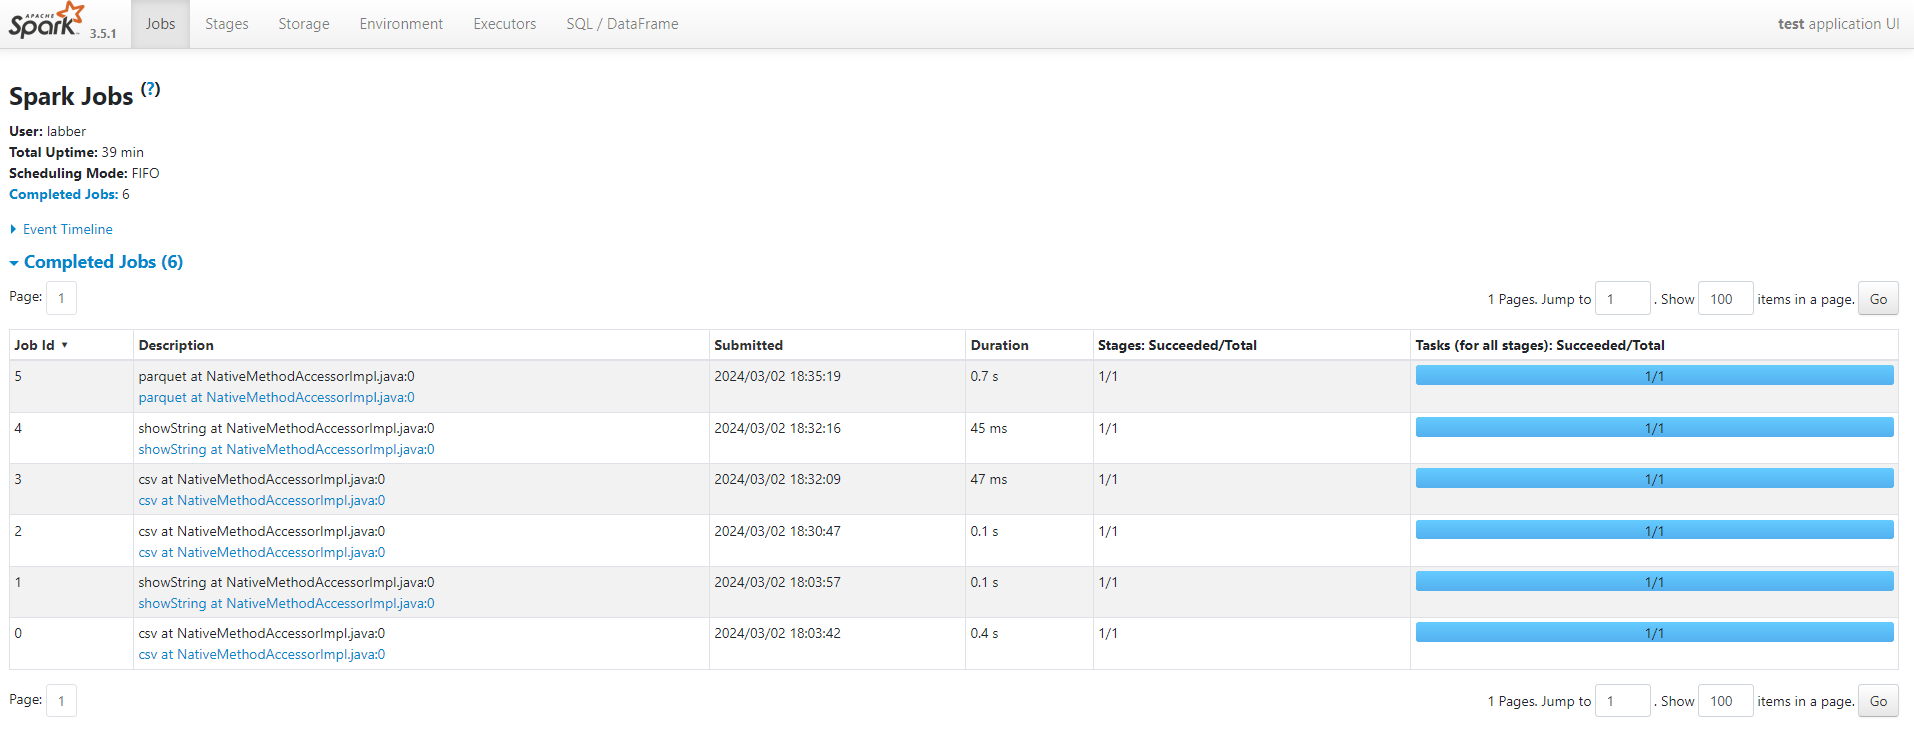 APACHE Spark 3.5.1 Jobs Stages Storage Environment Executors SQL / DataFrame test application UI
Spark Jobs (?)
User: labber
Total Uptime: 39 min
Scheduling Mode: FIFO
Completed Jobs: 6
Event Timeline
Completed Jobs (6)
Page: 1 1 Pages. Jump to 1 . Show 100 items in a page. Go
Job Id ▾ Description Submitted Duration Stages: Succeeded/Total Tasks (for all stages): Succeeded/Total
5 parquet at NativeMethodAccessorImpl.java:0 2024/03/02 18:35:19 0.7 s 1/1 1/1
parquet at NativeMethodAccessorImpl.java:0
4 showString at NativeMethodAccessorImpl.java:0 2024/03/02 18:32:16 45 ms 1/1 1/1
showString at NativeMethodAccessorImpl.java:0
3 csv at NativeMethodAccessorImpl.java:0 2024/03/02 18:32:09 47 ms 1/1 1/1
csv at NativeMethodAccessorImpl.java:0
2 csv at NativeMethodAccessorImpl.java:0 2024/03/02 18:30:47 0.1 s 1/1 1/1
csv at NativeMethodAccessorImpl.java:0
1 showString at NativeMethodAccessorImpl.java:0 2024/03/02 18:03:57 0.1 s 1/1 1/1
showString at NativeMethodAccessorImpl.java:0
0 csv at NativeMethodAccessorImpl.java:0 2024/03/02 18:03:42 0.4 s 1/1 1/1
csv at NativeMethodAccessorImpl.java:0
Page: 1 1 Pages. Jump to 1 . Show 100 items in a page. Go